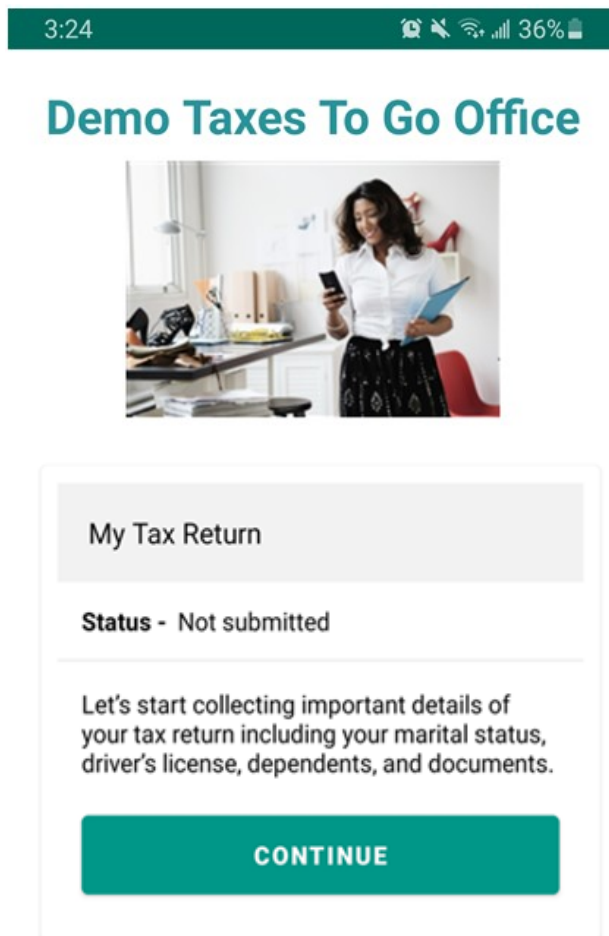 3:24 36%
Demo Taxes To Go Office
My Tax Return
Status - Not submitted
Let's start collecting important details of
your tax return including your marital status,
driver's license, dependents, and documents.
CONTINUE